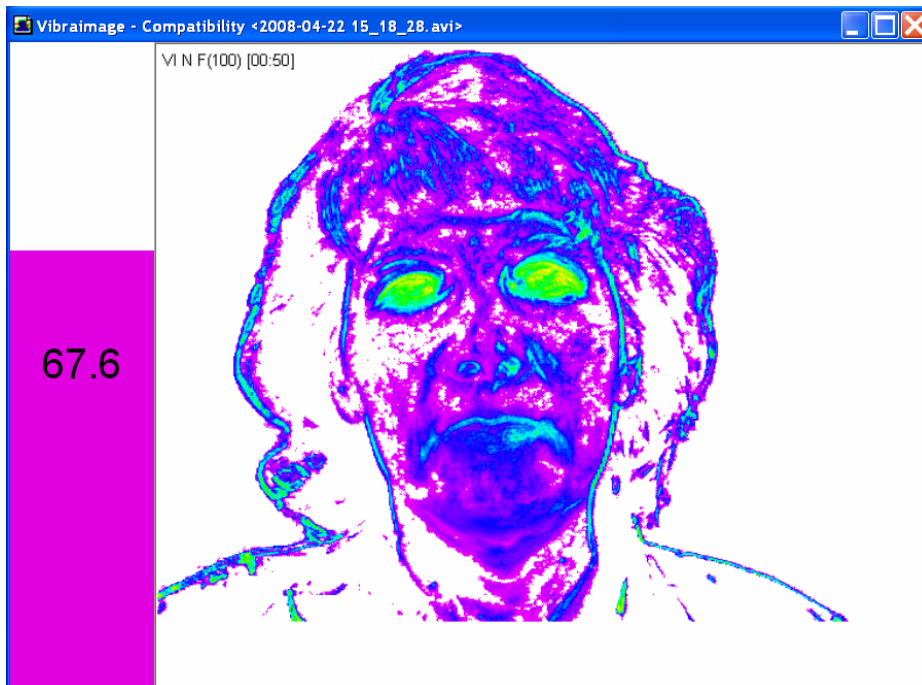 Vibraimage - Compatibility <2008-04-22 15_18_28.avi>
VI N F(100) [00:50]
67.6